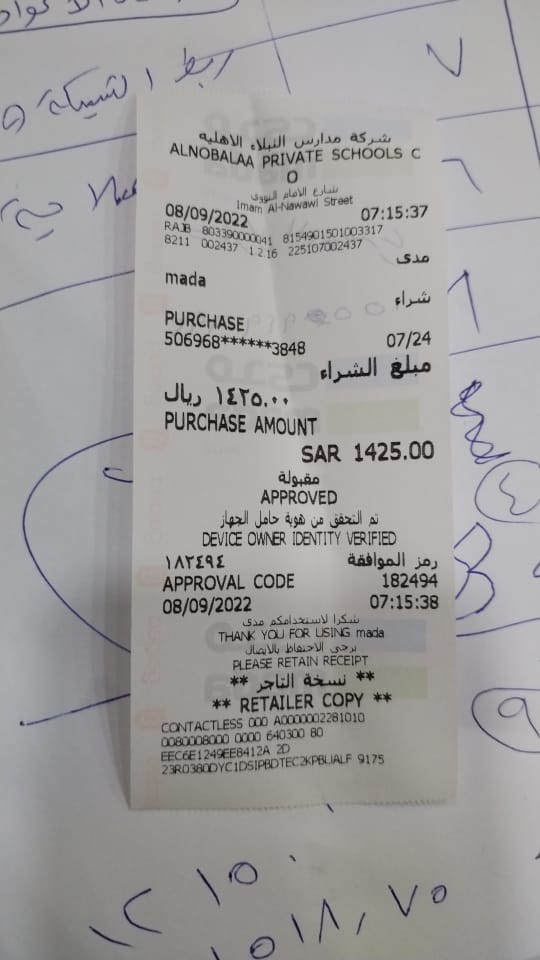 ربط الشبكة
٧
شركة مدارس النبلاء الاهليه
ALNOBALAA PRIVATE SCHOOLS C
O
شارع الامام النووي
Imam Al-Nawawi Street
08/09/2022 07:15:37
RAJB 803390000041 8154901501003317
8211 002437 1.2.16 225107002437
مدى
mada
شراء
PURCHASE
506968******3848 07/24
مبلغ الشراء
١٤٢٥.٠٠ ريال
PURCHASE AMOUNT
SAR 1425.00
مقبولة
APPROVED
تم التحقق من هوية حامل الجهاز
DEVICE OWNER IDENTITY VERIFIED
١٨٢٤٩٤ رمز الموافقة
APPROVAL CODE 182494
08/09/2022 07:15:38
شكرا لاستخدامكم مدى
THANK YOU FOR USING mada
يرجى الاحتفاظ بالايصال
PLEASE RETAIN RECEIPT
** نسخة التاجر **
** RETAILER COPY **
CONTACTLESS 000 A0000002281010
0080008000 0000 640300 80
EEC6E1249EE8412A 2D
23R0380DYC1DSIPBDTEC2KPBLIALF 9175
١٥١٨,٧٥